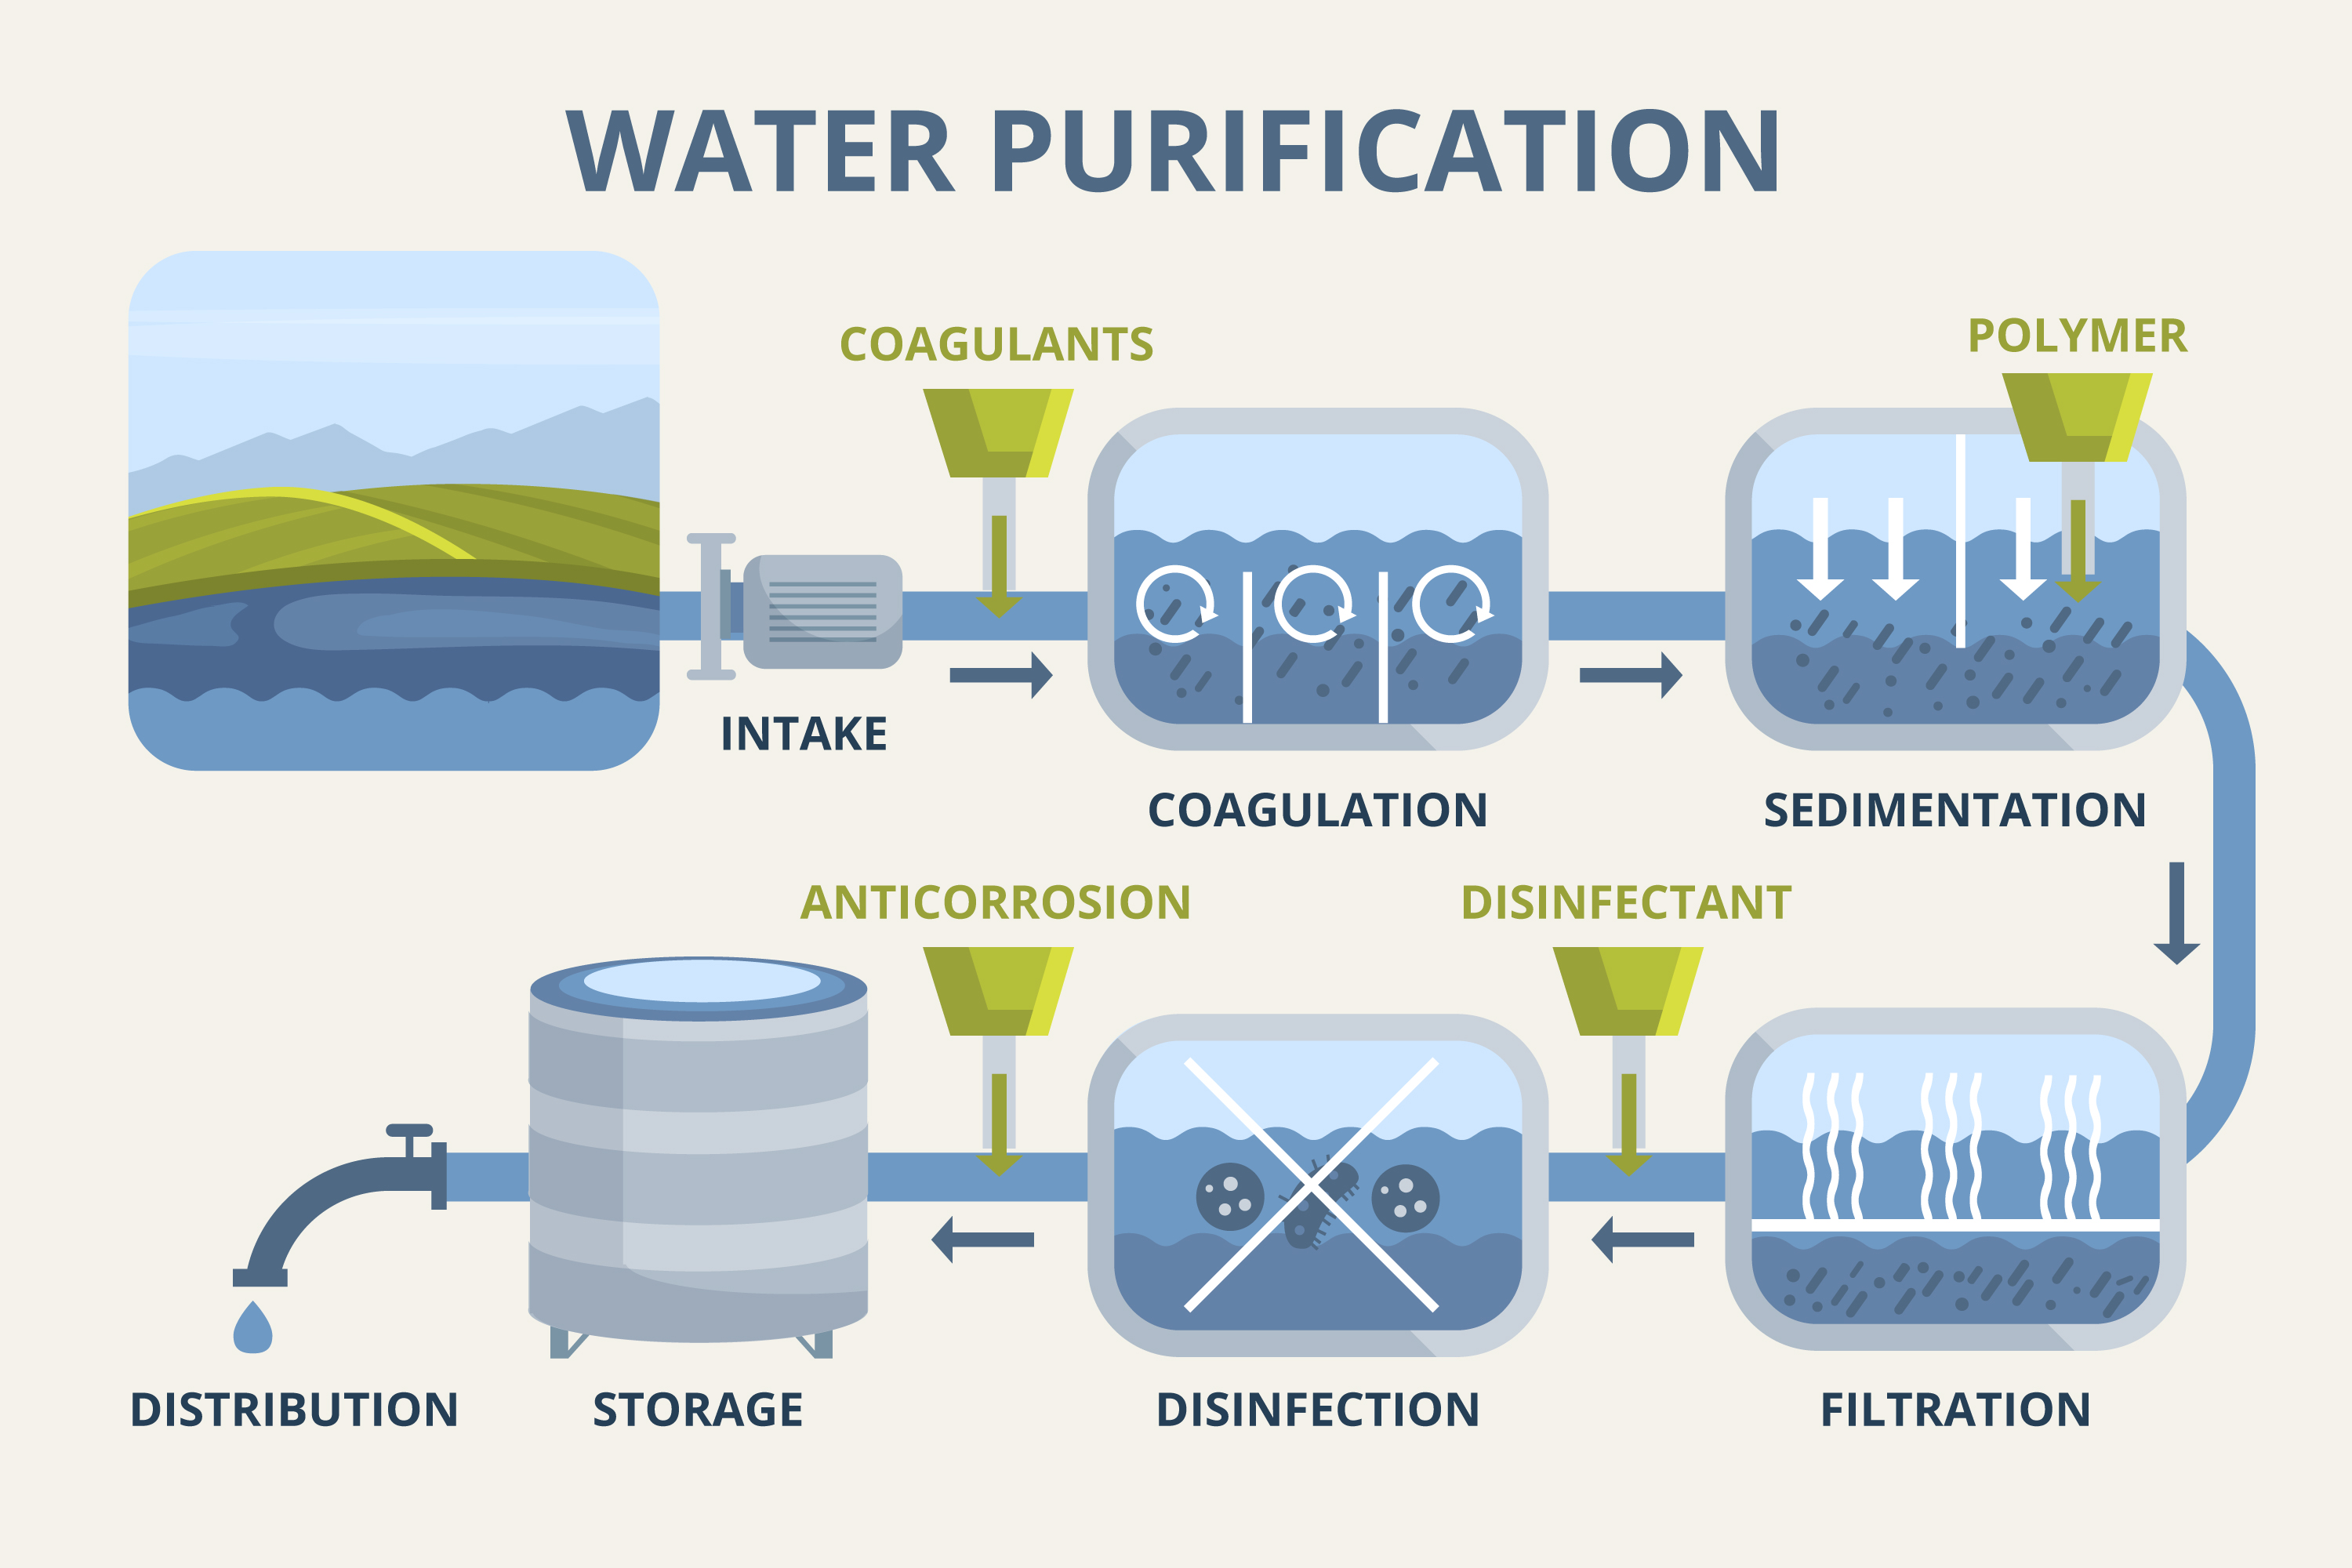 WATER PURIFICATION
COAGULANTS
POLYMER
INTAKE
COAGULATION
SEDIMENTATION
ANTICORROSION
DISINFECTANT
DISTRIBUTION
STORAGE
DISINFECTION
FILTRATION